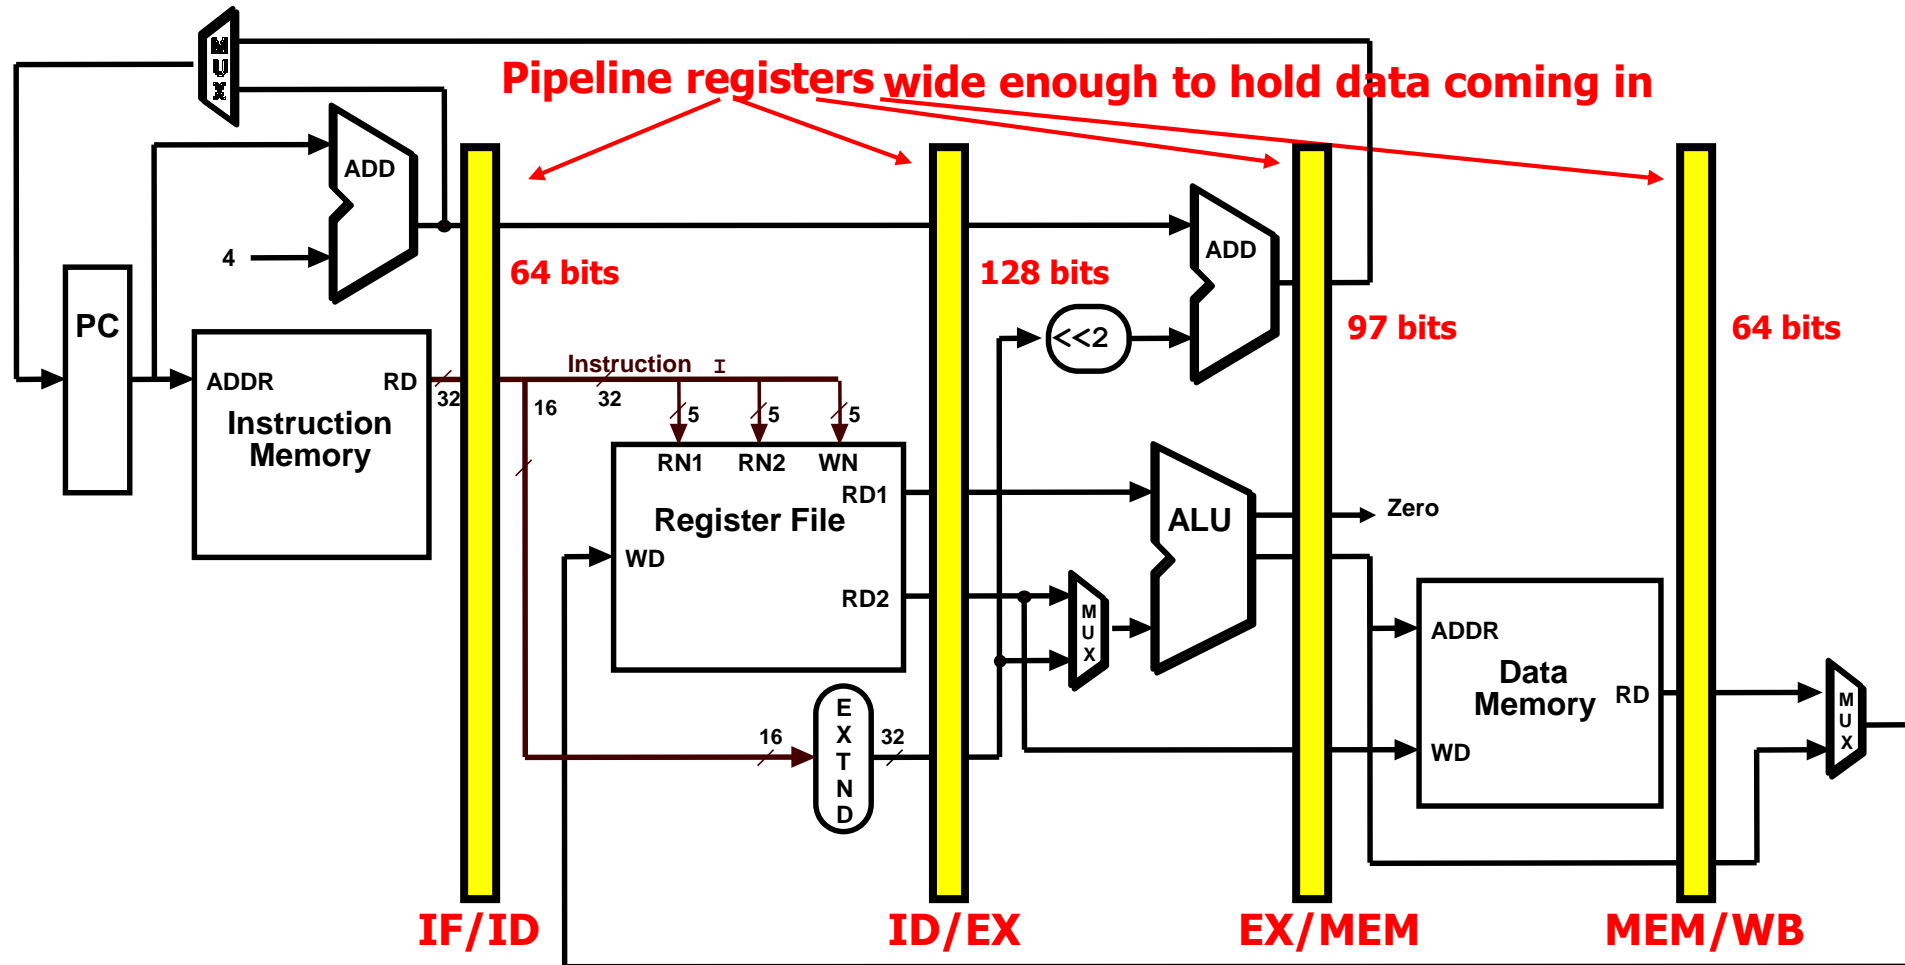 MUX
Pipeline registers wide enough to hold data coming in
ADD
4
64 bits
128 bits
ADD
<<2
97 bits
64 bits
PC
ADDR
RD
32
Instruction
Memory
Instruction I
16
32
5
5
5
RN1
RN2
WN
RD1
Register File
WD
RD2
16
EXTND
32
MUX
ALU
Zero
ADDR
Data
Memory
RD
WD
MUX
IF/ID
ID/EX
EX/MEM
MEM/WB